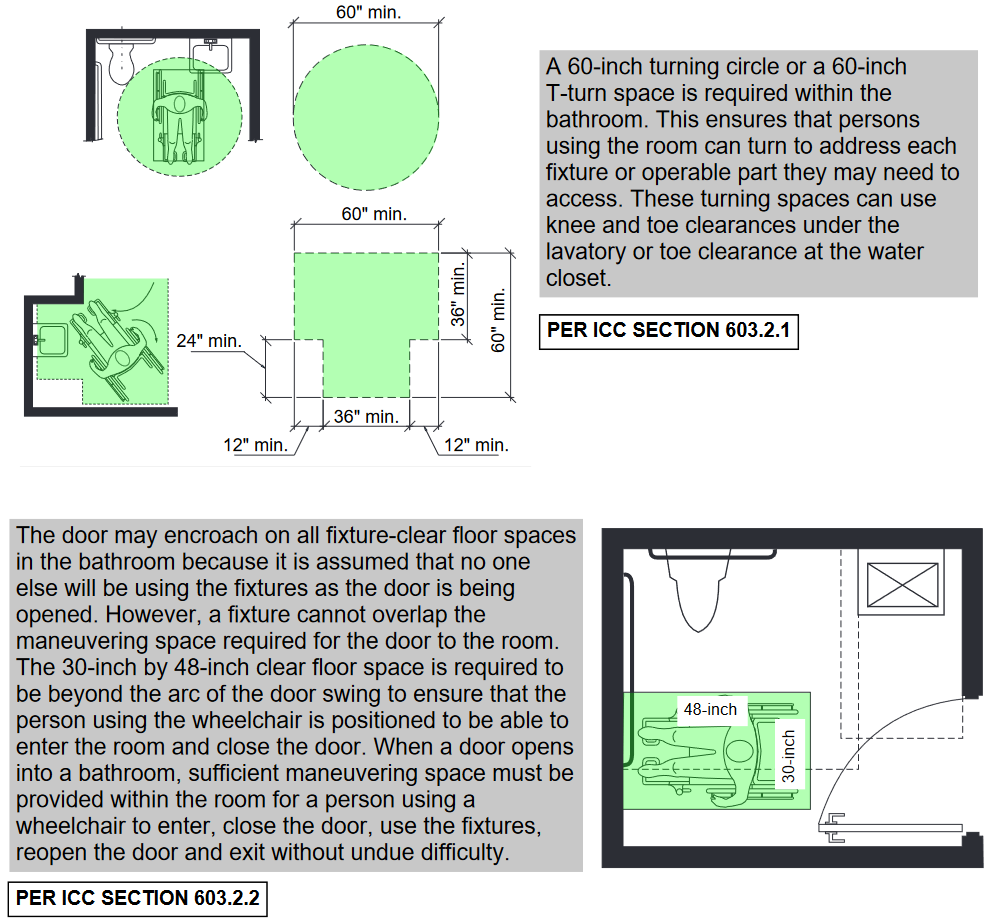 60" min.
A 60-inch turning circle or a 60-inch
T-turn space is required within the
bathroom. This ensures that persons
using the room can turn to address each
fixture or operable part they may need to
access. These turning spaces can use
knee and toe clearances under the
lavatory or toe clearance at the water
closet.
PER ICC SECTION 603.2.1
60" min.
36" min.
60" min.
24" min.
36" min.
12" min.
12" min.
The door may encroach on all fixture-clear floor spaces
in the bathroom because it is assumed that no one
else will be using the fixtures as the door is being
opened. However, a fixture cannot overlap the
maneuvering space required for the door to the room.
The 30-inch by 48-inch clear floor space is required to
be beyond the arc of the door swing to ensure that the
person using the wheelchair is positioned to be able to
enter the room and close the door. When a door opens
into a bathroom, sufficient maneuvering space must be
provided within the room for a person using a
wheelchair to enter, close the door, use the fixtures,
reopen the door and exit without undue difficulty.
PER ICC SECTION 603.2.2
48-inch
30-inch